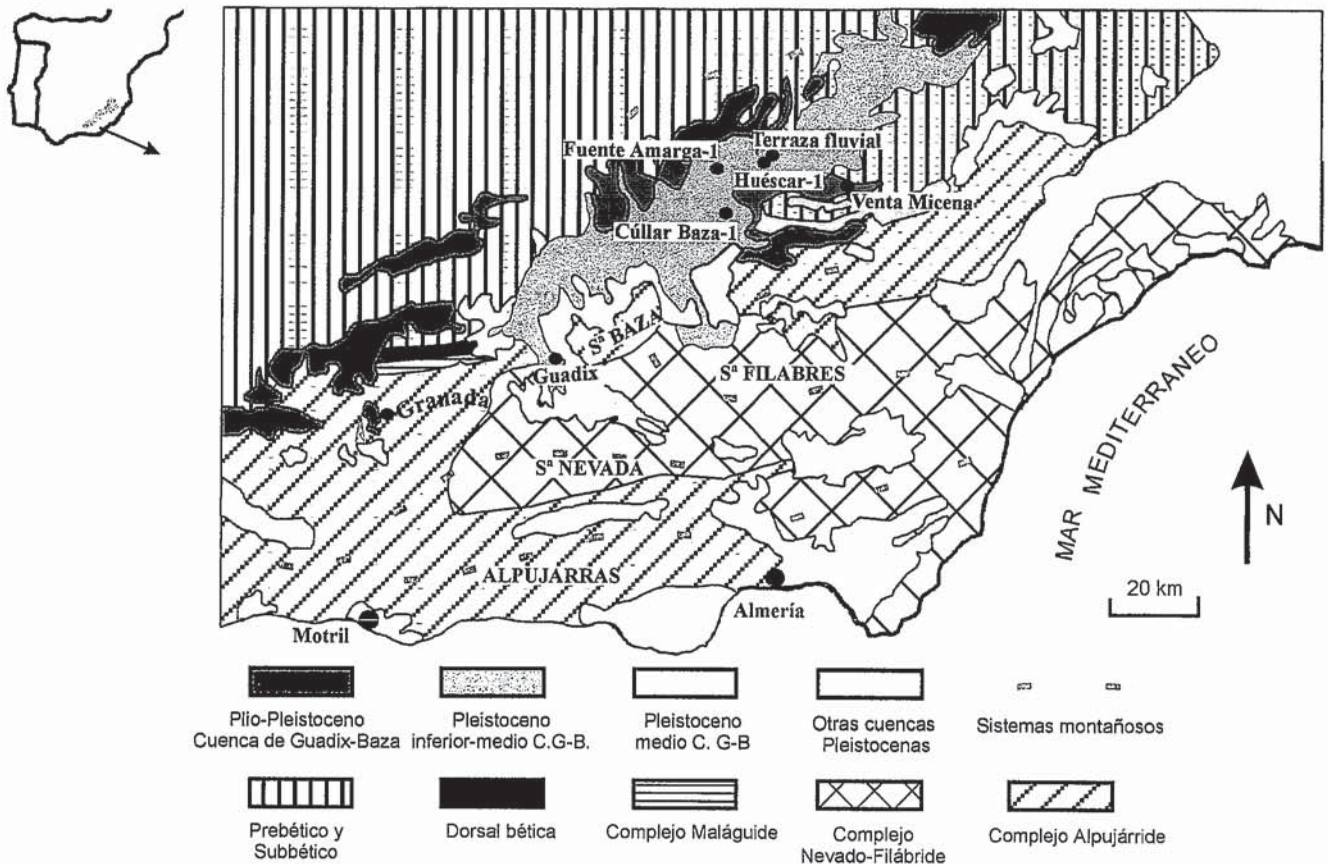 Terraza fluvial
Fuente Amarga-1
Huéscar-1
Venta Micena
Cúllar Baza-1
Sª BAZA
Guadix
Sª FILABRES
Granada
Sª NEVADA
ALPUJARRAS
Almería
Motril
MAR MEDITERRANEO
N
20 km
Plio-Pleistoceno
Cuenca de Guadix-Baza
Pleistoceno
inferior-medio C.G-B.
Pleistoceno
medio C. G-B
Otras cuencas
Pleistocenas
Sistemas montañosos
Prebético y
Subbético
Dorsal bética
Complejo Maláguide
Complejo
Nevado-Filábride
Complejo Alpujárride